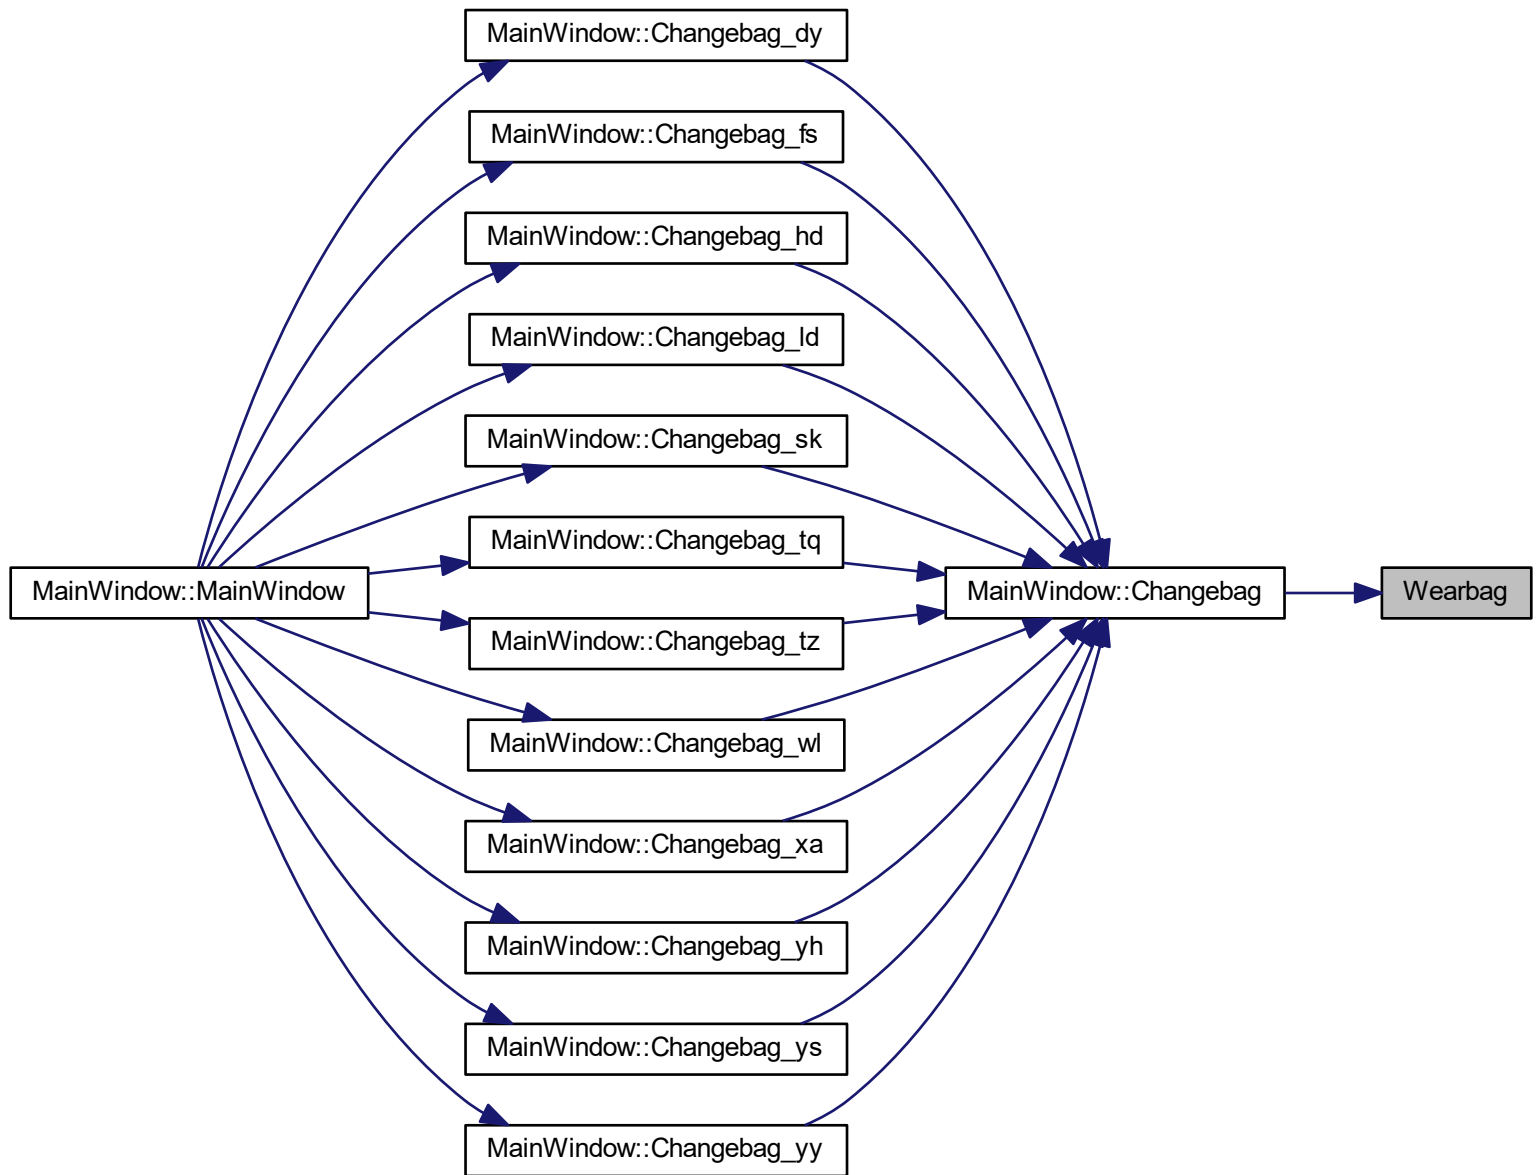 MainWindow::Changebag_dy
MainWindow::Changebag_fs
MainWindow::Changebag_hd
MainWindow::Changebag_ld
MainWindow::Changebag_sk
MainWindow::Changebag_tq
MainWindow::MainWindow
MainWindow::Changebag
Wearbag
MainWindow::Changebag_tz
MainWindow::Changebag_wl
MainWindow::Changebag_xa
MainWindow::Changebag_yh
MainWindow::Changebag_ys
MainWindow::Changebag_yy